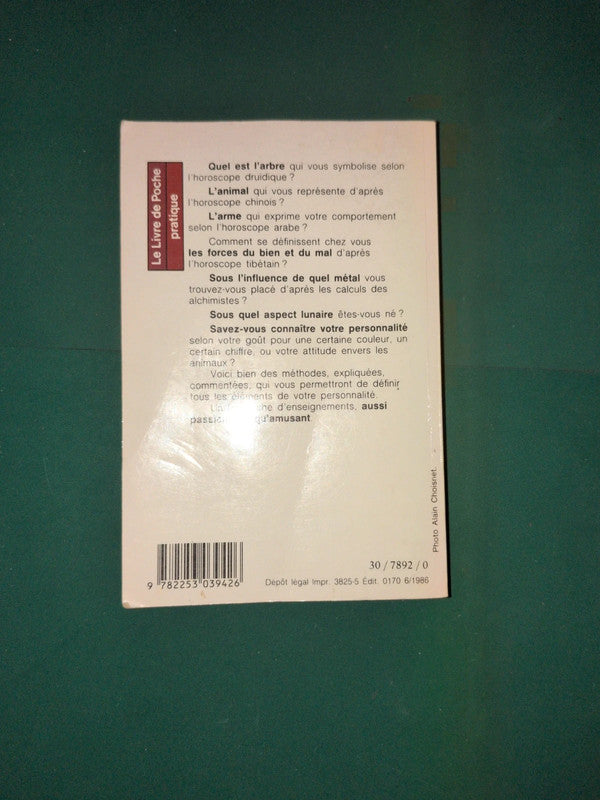 Le Livre de Poche
pratique
Quel est l'arbre qui vous symbolise selon
l'horoscope druidique ?
L'animal qui vous représente d'après
l'horoscope chinois ?
L'arme qui exprime votre comportement
selon l'horoscope arabe ?
Comment se définissent chez vous
les forces du bien et du mal d'après
l'horoscope tibétain ?
Sous l'influence de quel métal vous
trouvez-vous placé d'après les calculs des
alchimistes ?
Sous quel aspect lunaire êtes-vous né ?
Savez-vous connaître votre personnalité
selon votre goût pour une certaine couleur, un
certain chiffre, ou votre attitude envers les
animaux ?
Voici bien des méthodes, expliquées,
commentées, qui vous permettront de définir
tous les éléments de votre personnalité.
d'enseignements, aussi
qu'amusant.
Photo Alain Choisnet.
30 / 7892 / 0
9 782253 039426
Dépôt légal Impr. 3825-5 Édit. 0170 6/1986